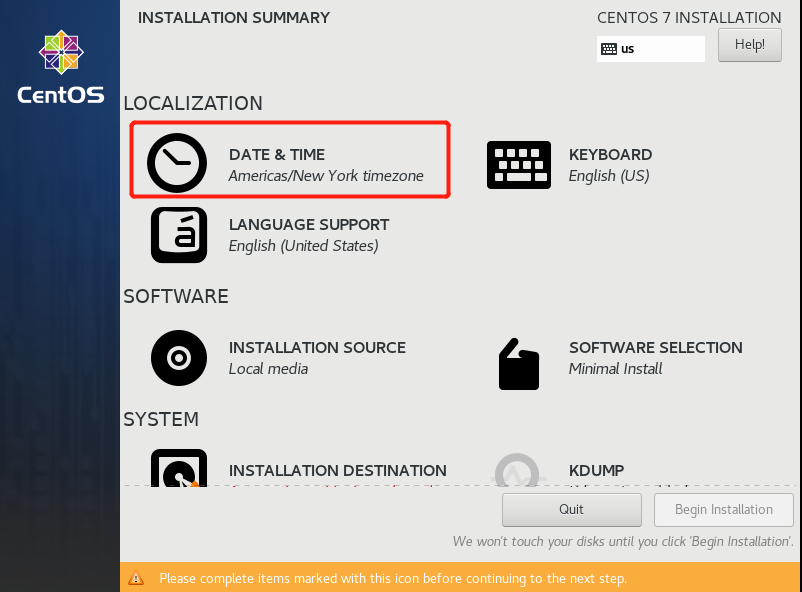 INSTALLATION SUMMARY
CENTOS 7 INSTALLATION
us
Help!
CentOS
LOCALIZATION
DATE & TIME
Americas/New York timezone
KEYBOARD
English (US)
LANGUAGE SUPPORT
English (United States)
SOFTWARE
INSTALLATION SOURCE
Local media
SOFTWARE SELECTION
Minimal Install
SYSTEM
INSTALLATION DESTINATION
KDUMP
Quit
Begin Installation
We won't touch your disks until you click 'Begin Installation'.
Please complete items marked with this icon before continuing to the next step.